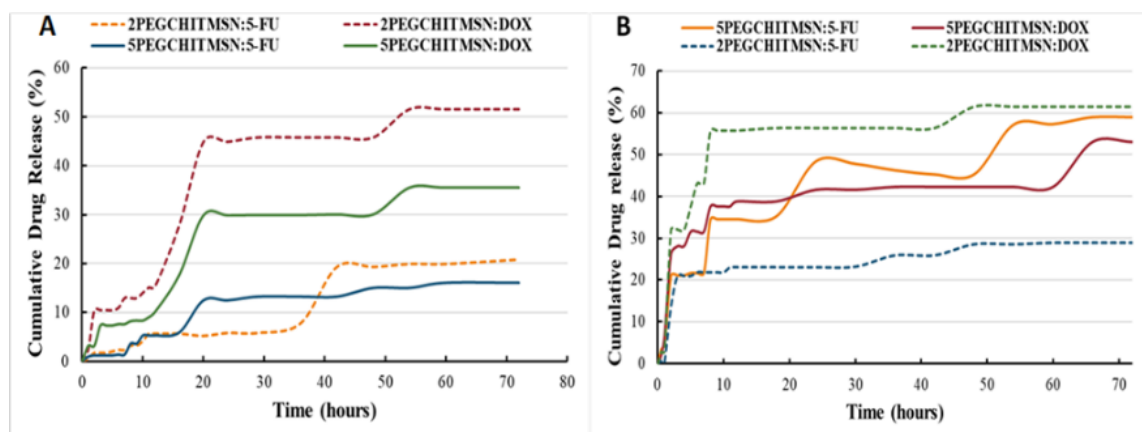 A
2PEGCHITMSN:5-FU 2PEGCHITMSN:DOX
5PEGCHITMSN:5-FU 5PEGCHITMSN:DOX
60
50
40
30
20
10
0
Cumulative Drug Release (%)
0 10 20 30 40 50 60 70 80
Time (hours)
B
5PEGCHITMSN:5-FU 5PEGCHITMSN:DOX
2PEGCHITMSN:5-FU 2PEGCHITMSN:DOX
70
60
50
40
30
20
10
0
Cumulative Drug release (%)
0 10 20 30 40 50 60 70
Time (hours)